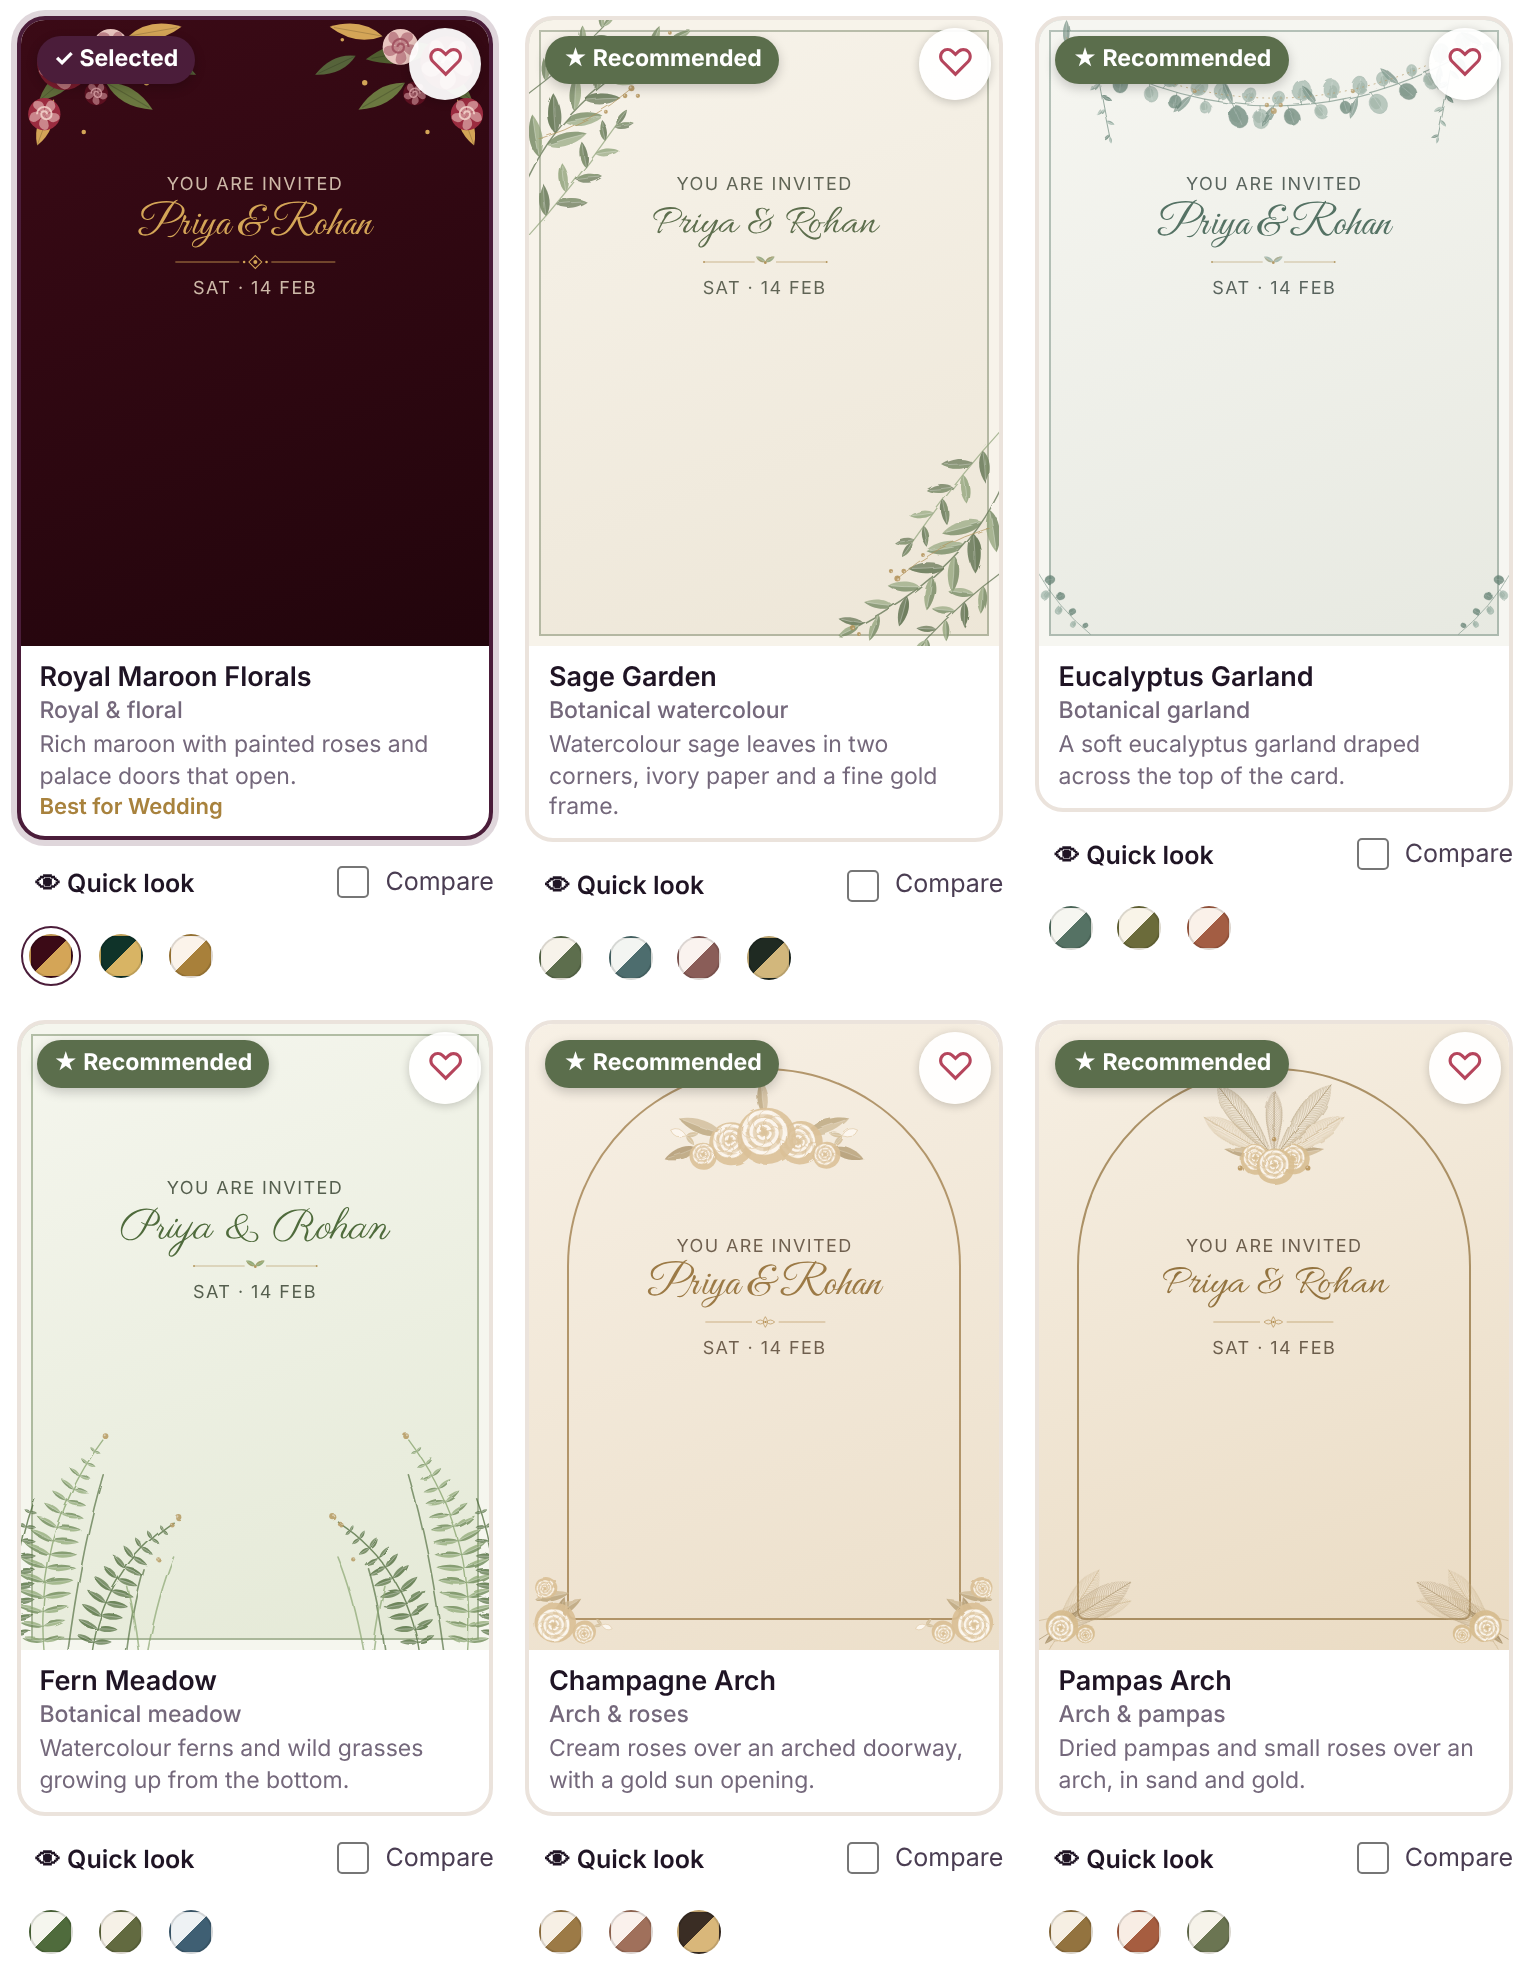 ✓ Selected
YOU ARE INVITED
Priya & Rohan
SAT · 14 FEB
Royal Maroon Florals
Royal & floral
Rich maroon with painted roses and
palace doors that open.
Best for Wedding
Quick look
Compare
★ Recommended
YOU ARE INVITED
Priya & Rohan
SAT · 14 FEB
Sage Garden
Botanical watercolour
Watercolour sage leaves in two
corners, ivory paper and a fine gold
frame.
Quick look
Compare
★ Recommended
YOU ARE INVITED
Priya & Rohan
SAT · 14 FEB
Eucalyptus Garland
Botanical garland
A soft eucalyptus garland draped
across the top of the card.
Quick look
Compare
★ Recommended
YOU ARE INVITED
Priya & Rohan
SAT · 14 FEB
Fern Meadow
Botanical meadow
Watercolour ferns and wild grasses
growing up from the bottom.
Quick look
Compare
★ Recommended
YOU ARE INVITED
Priya & Rohan
SAT · 14 FEB
Champagne Arch
Arch & roses
Cream roses over an arched doorway,
with a gold sun opening.
Quick look
Compare
★ Recommended
YOU ARE INVITED
Priya & Rohan
SAT · 14 FEB
Pampas Arch
Arch & pampas
Dried pampas and small roses over an
arch, in sand and gold.
Quick look
Compare